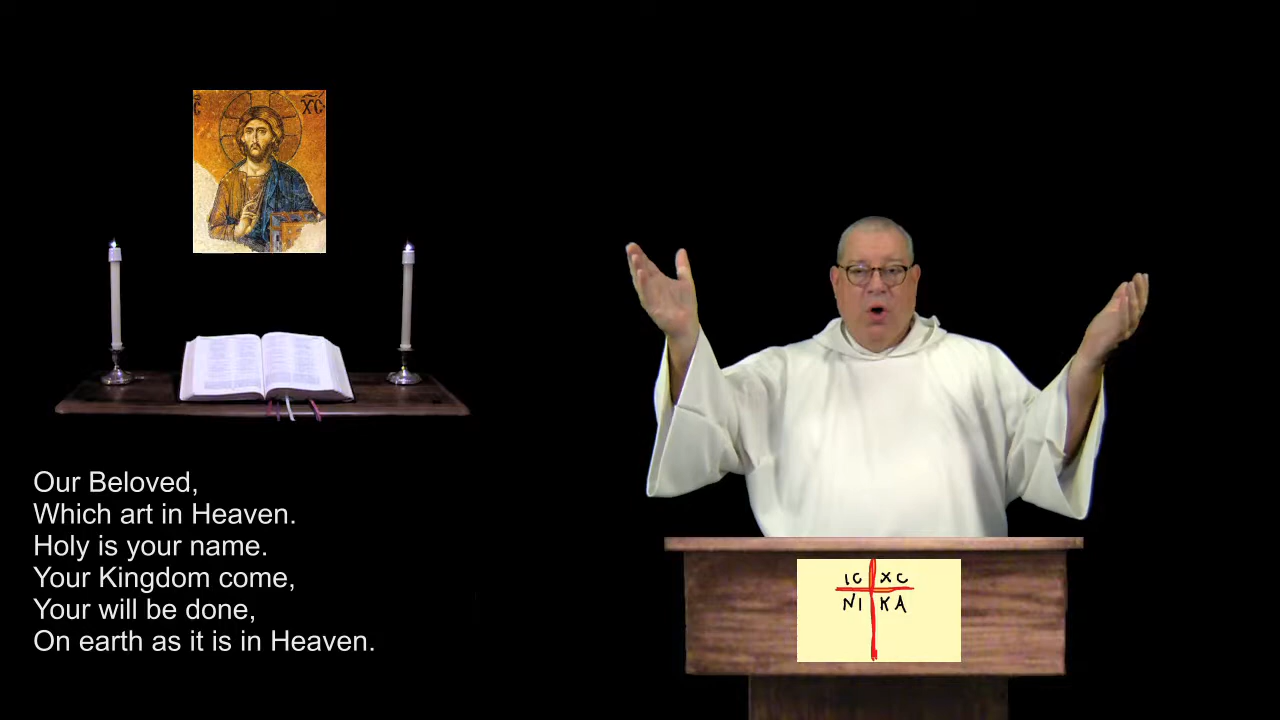 XC
Our Beloved,
Which art in Heaven.
Holy is your name.
Your Kingdom come,
Your will be done,
On earth as it is in Heaven.
IC XC
NI KA